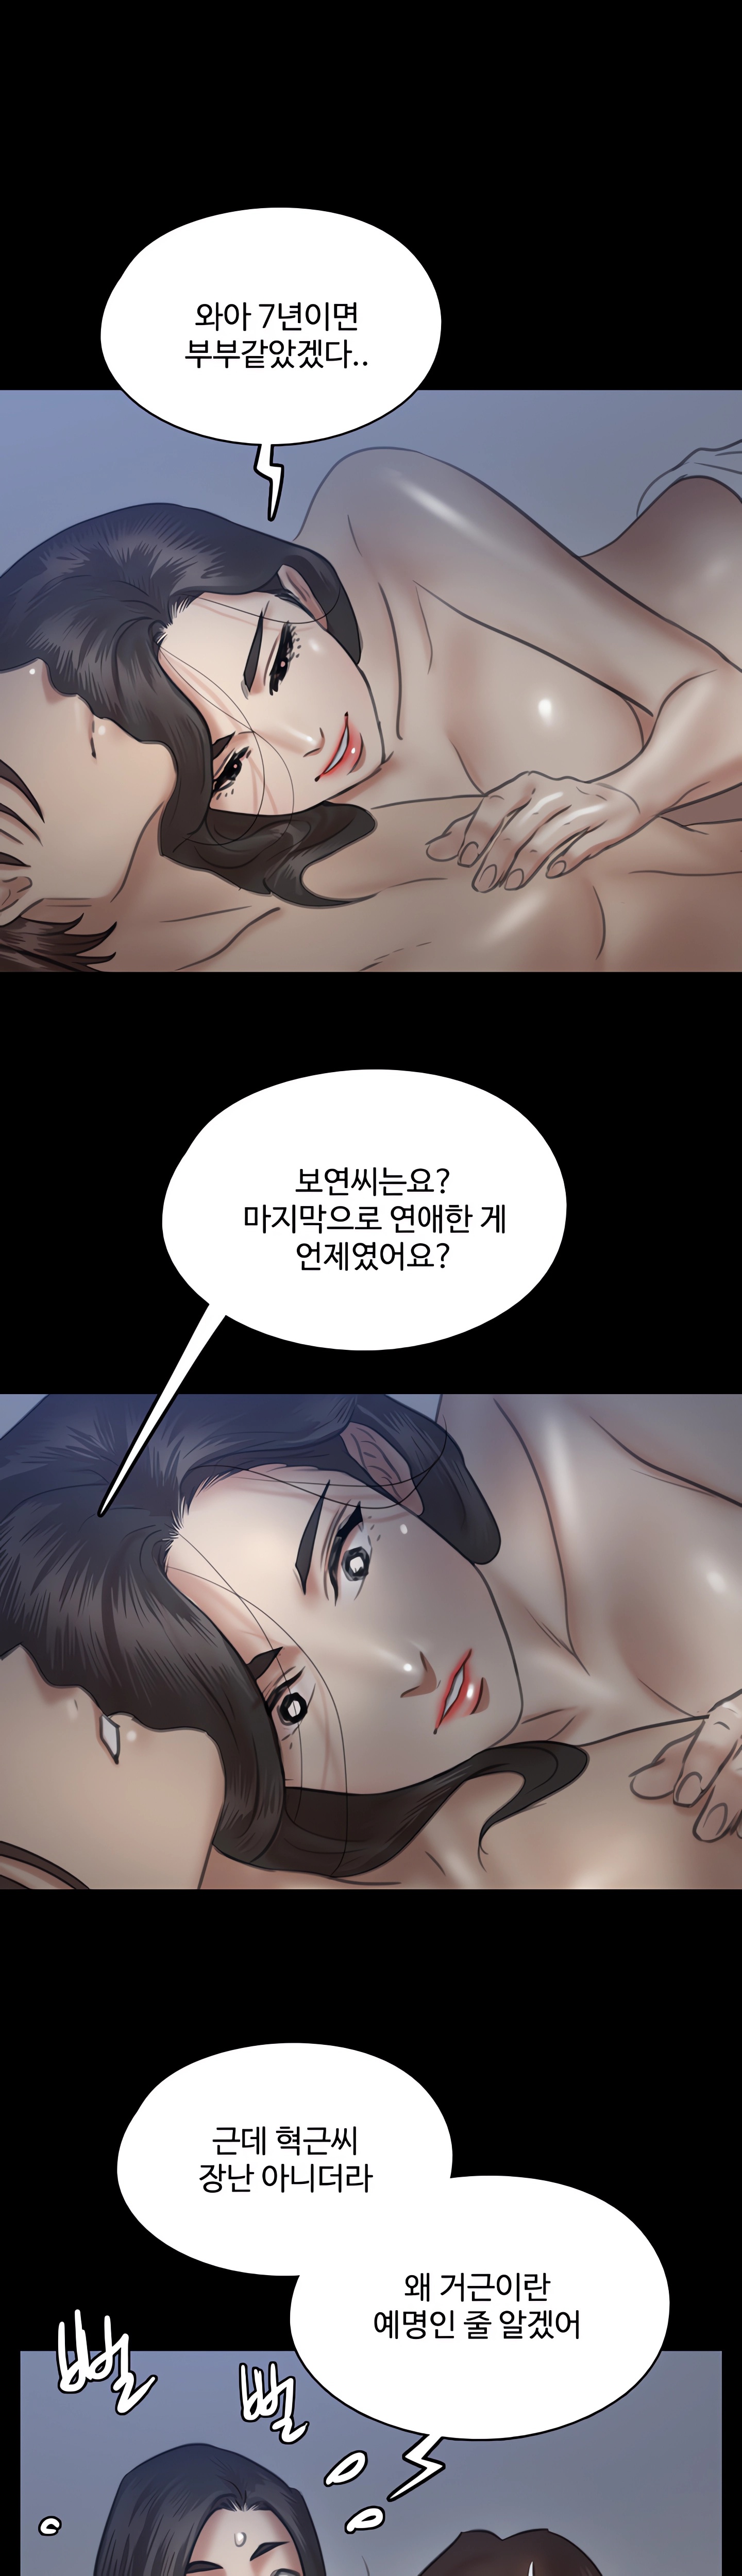 와아 7년이면
부부같았겠다..
보연씨는요?
마지막으로 연애한 게
언제였어요?
근데 혁근씨
장난 아니더라
왜 거근이란
예명인 줄 알겠어
뻘
뻘